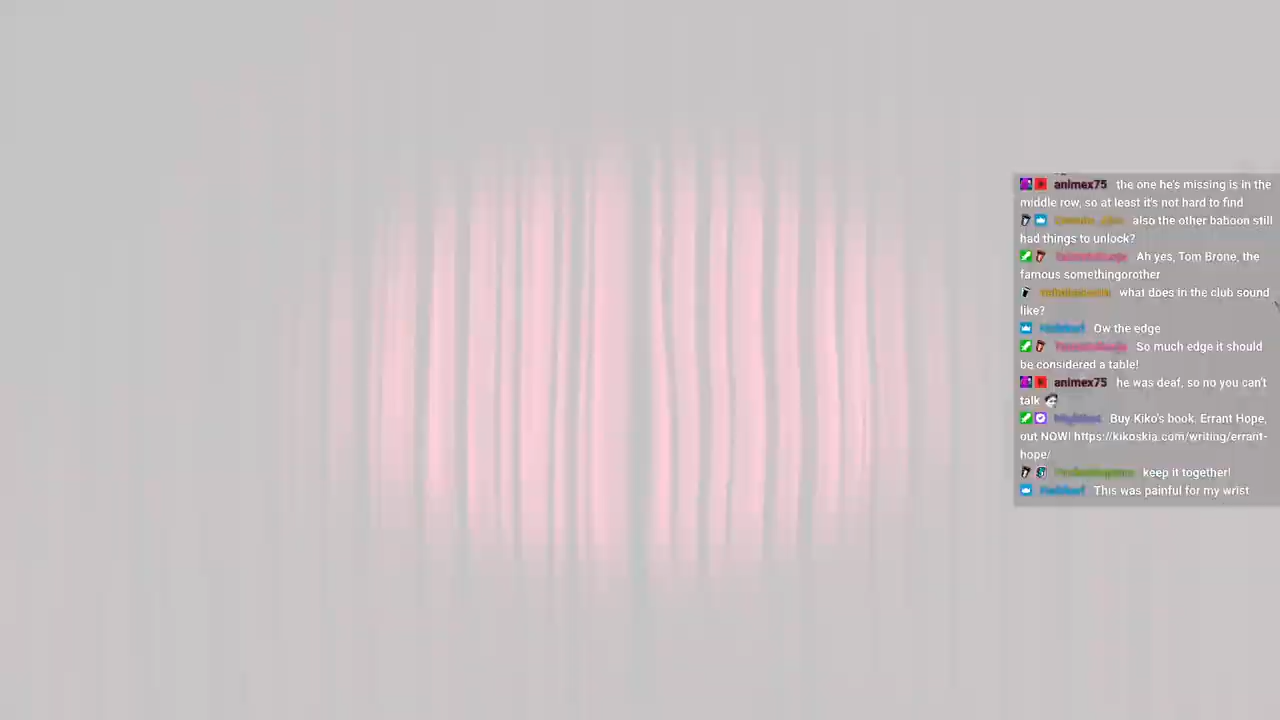 animex75 the one he's missing is in the
middle row, so at least it's not hard to find
also the other baboon still
had things to unlock?
Ah yes, Tom Brone, the
famous somethingorother
what does in the club sound
like?
Ow the edge
So much edge it should
be considered a table!
animex75 he was deaf, so no you can't
talk
Buy Kiko's book, Errant Hope,
out NOW! https://kikoskia.com/writing/errant-
hope/
keep it together!
This was painful for my wrist